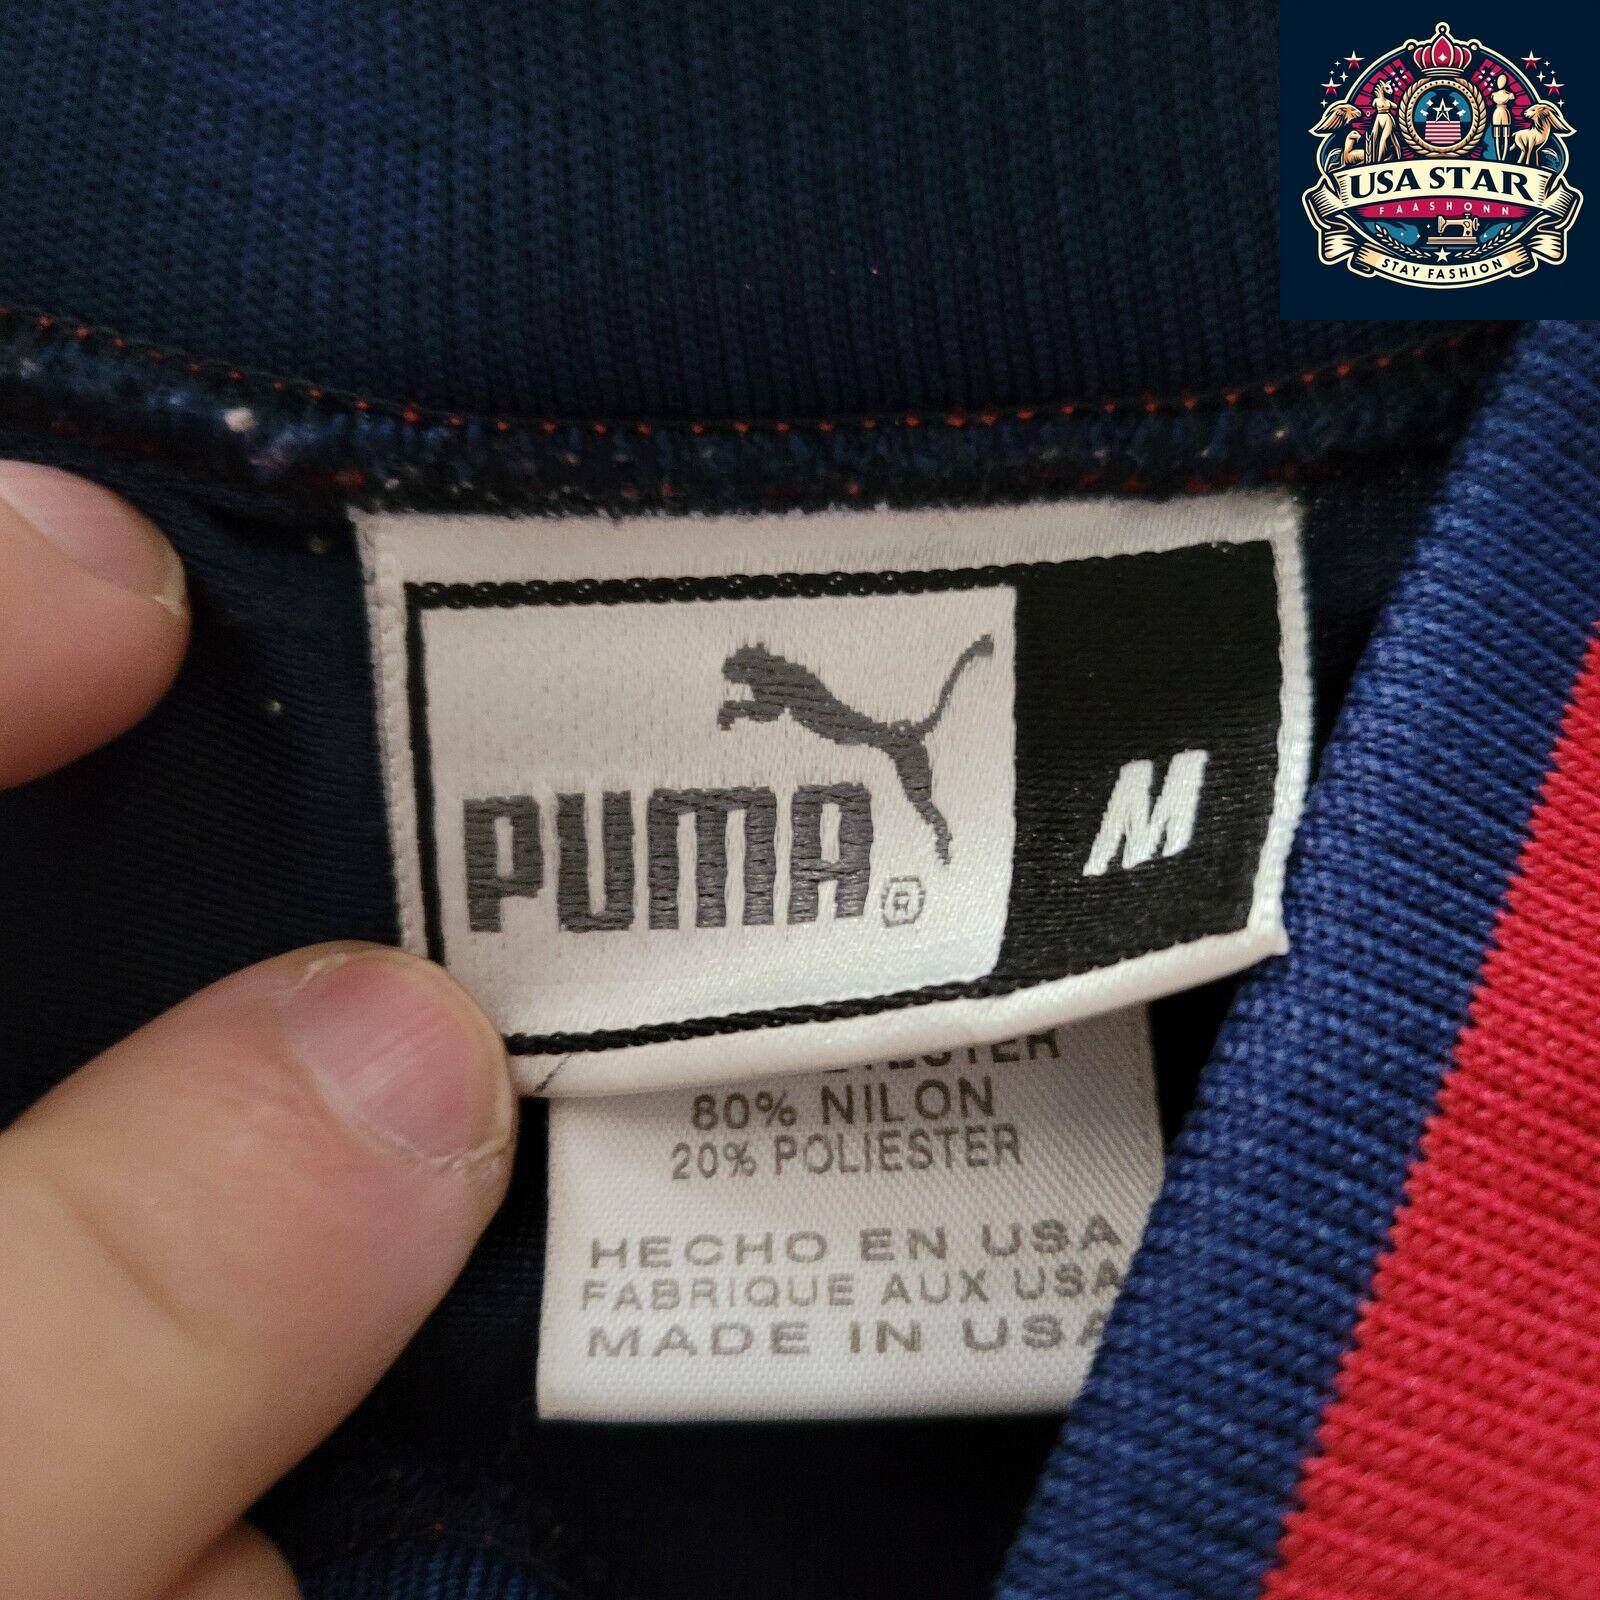 USA STAR
FAASHONN
STAY FASHION
PUMA®
M
80% NILON
20% POLIESTER
HECHO EN USA
FABRIQUE AUX USA
MADE IN USA